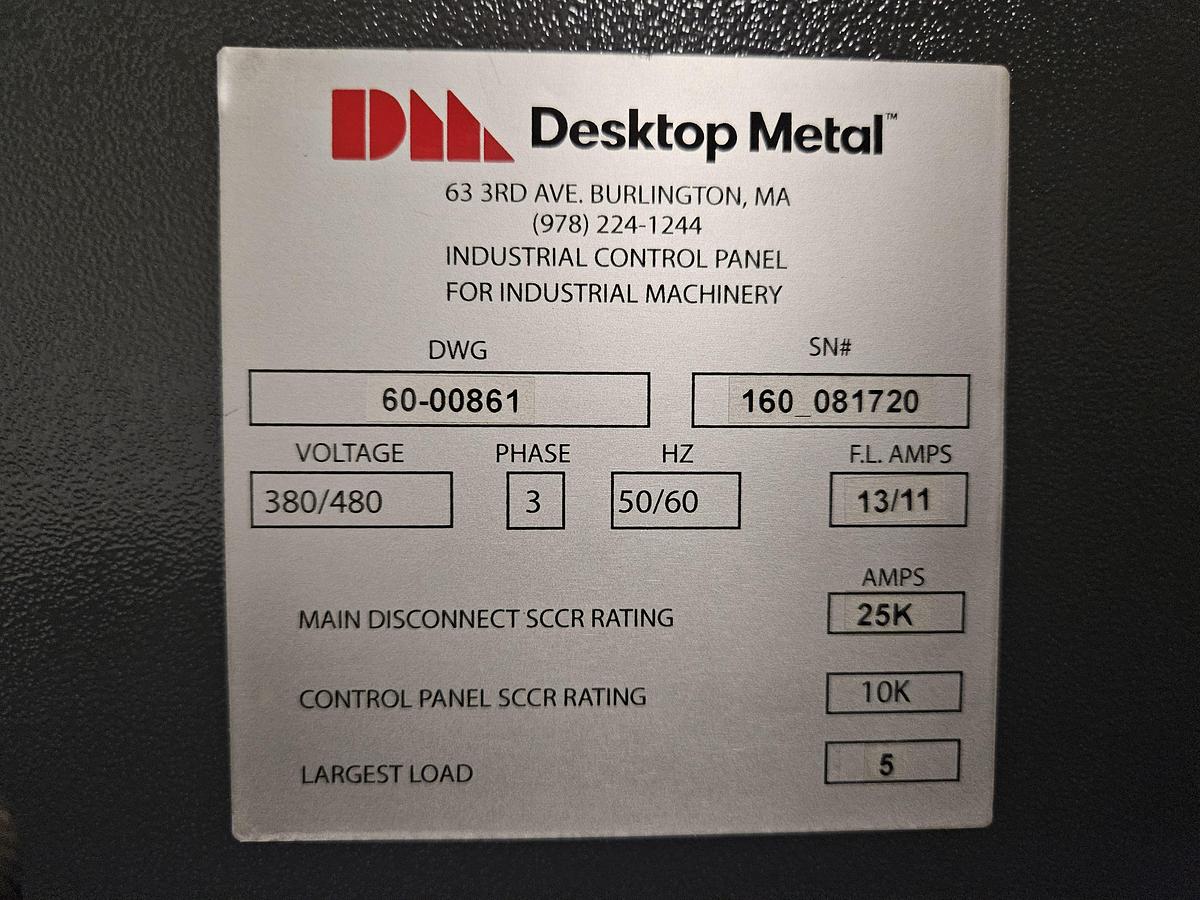 DM Desktop Metal™
63 3RD AVE. BURLINGTON, MA
(978) 224-1244
INDUSTRIAL CONTROL PANEL
FOR INDUSTRIAL MACHINERY
DWG SN#
60-00861 160_081720
VOLTAGE PHASE HZ F.L. AMPS
380/480 3 50/60 13/11
AMPS
MAIN DISCONNECT SCCR RATING 25K
CONTROL PANEL SCCR RATING 10K
LARGEST LOAD 5